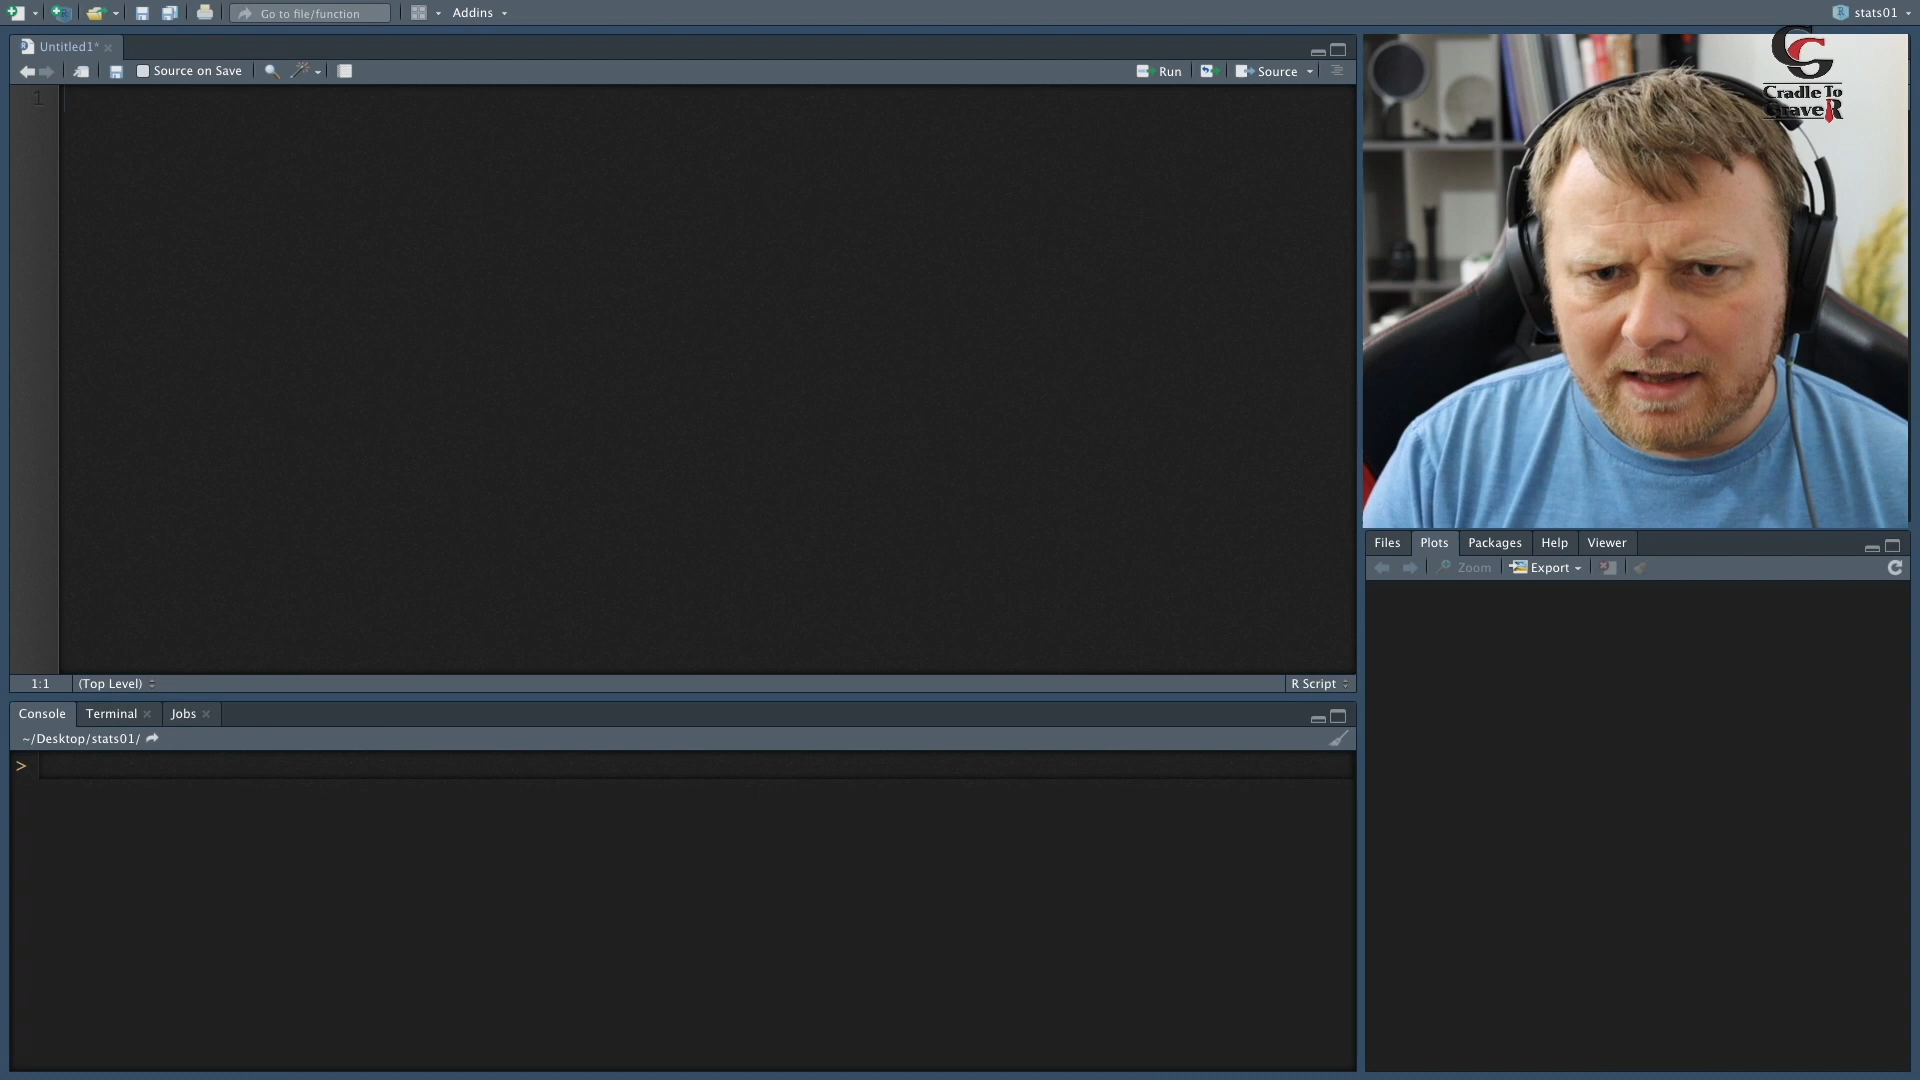 Go to file/function
Addins
stats01
Untitled1*
Source on Save
Run
Source
1
1:1
(Top Level)
R Script
Console
Terminal
Jobs
~/Desktop/stats01/
>
Cradle To
GraveR
Files
Plots
Packages
Help
Viewer
Zoom
Export